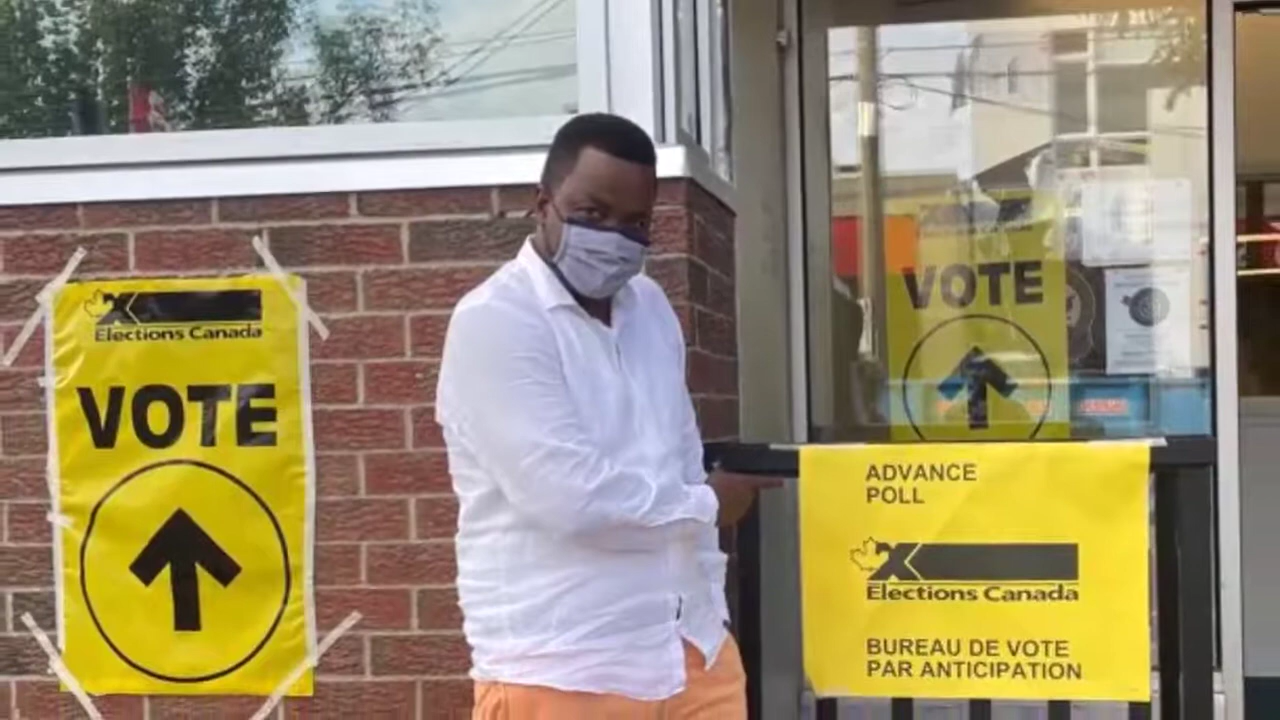 Elections Canada
VOTE
VOTE
ADVANCE
POLL
Elections Canada
BUREAU DE VOTE
PAR ANTICIPATION